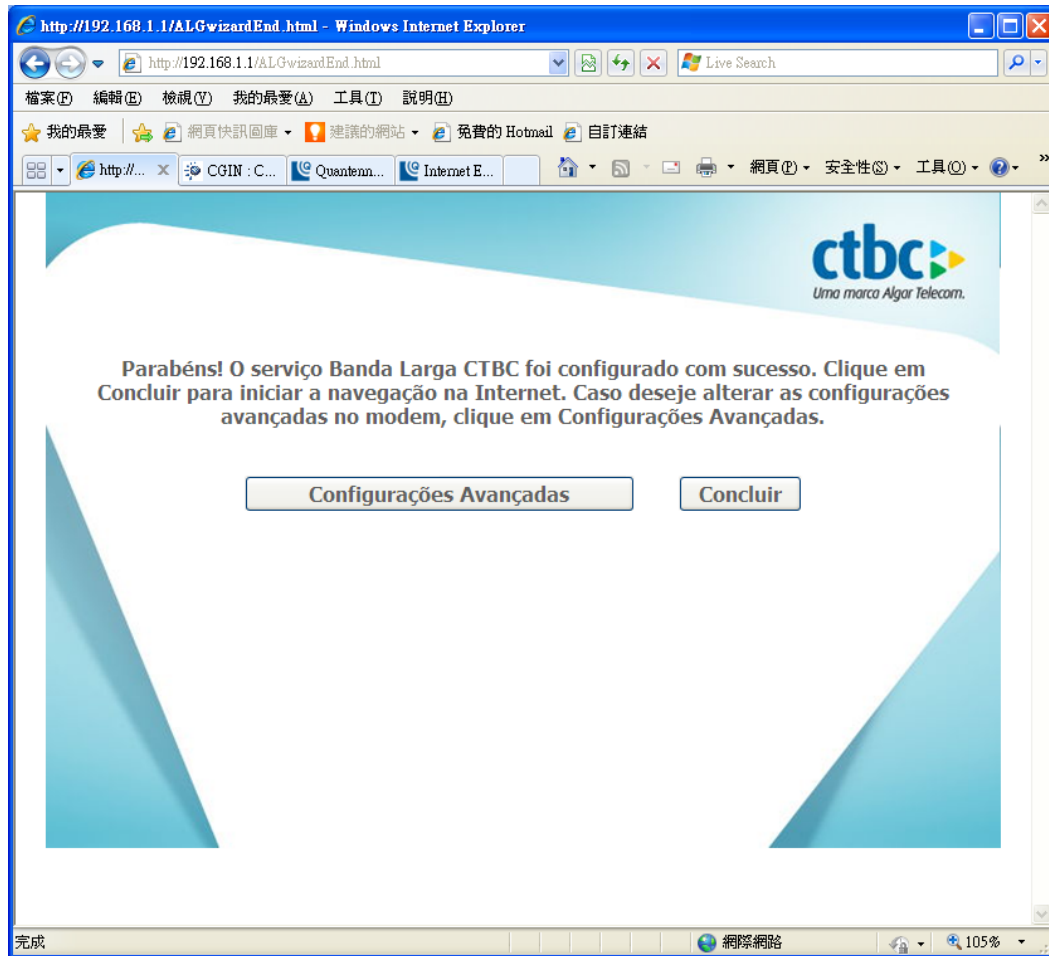 http://192.168.1.1/ALGwizardEnd.html - Windows Internet Explorer
http://192.168.1.1/ALGwizardEnd.html
Live Search
檔案(F) 編輯(E) 檢視(V) 我的最愛(A) 工具(T) 說明(H)
我的最愛 網頁快訊圖庫 建議的網站 免費的 Hotmail 自訂連結
http://... CGIN : C... Quantenn... Internet E... 網頁(P) 安全性(S) 工具(O) »
ctbc
Uma marca Algar Telecom.
Parabéns! O serviço Banda Larga CTBC foi configurado com sucesso. Clique em
Concluir para iniciar a navegação na Internet. Caso deseje alterar as configurações
avançadas no modem, clique em Configurações Avançadas.
Configurações Avançadas Concluir
完成 網際網路 105%